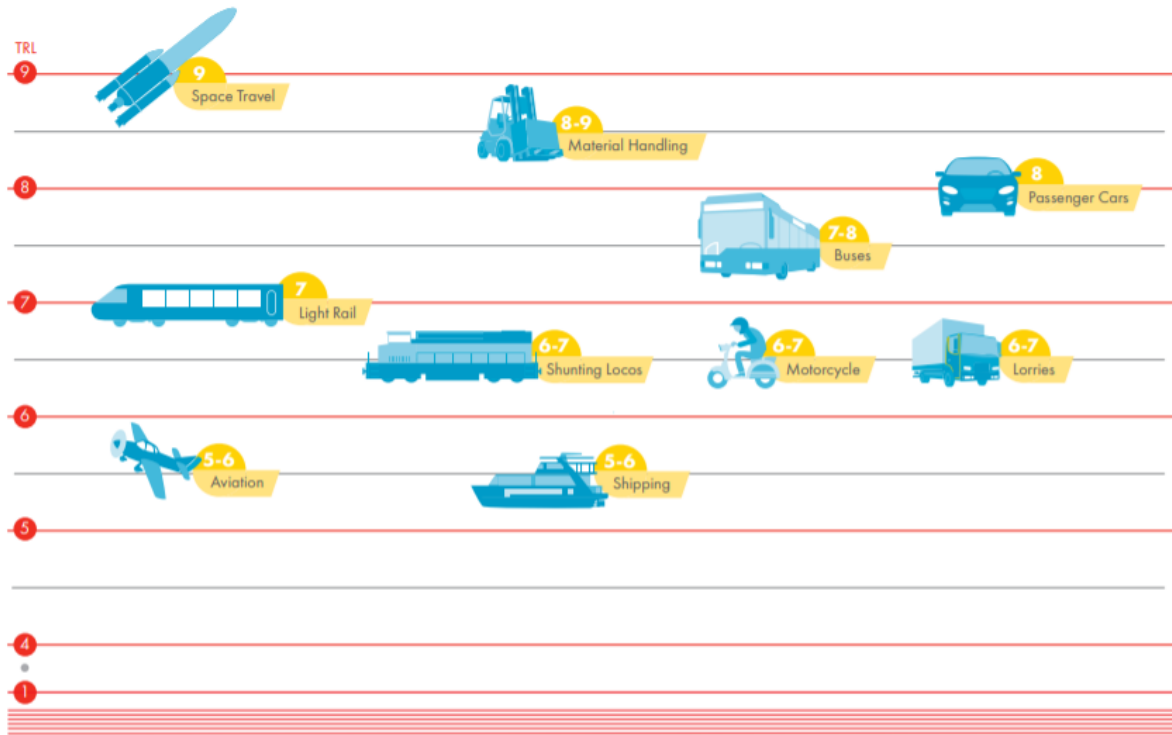 TRL
9
9
Space Travel
8-9
Material Handling
8
8
Passenger Cars
7-8
Buses
7
7
Light Rail
6-7
Shunting Locos
6-7
Motorcycle
6-7
Lorries
6
5-6
Aviation
5-6
Shipping
5
4
1